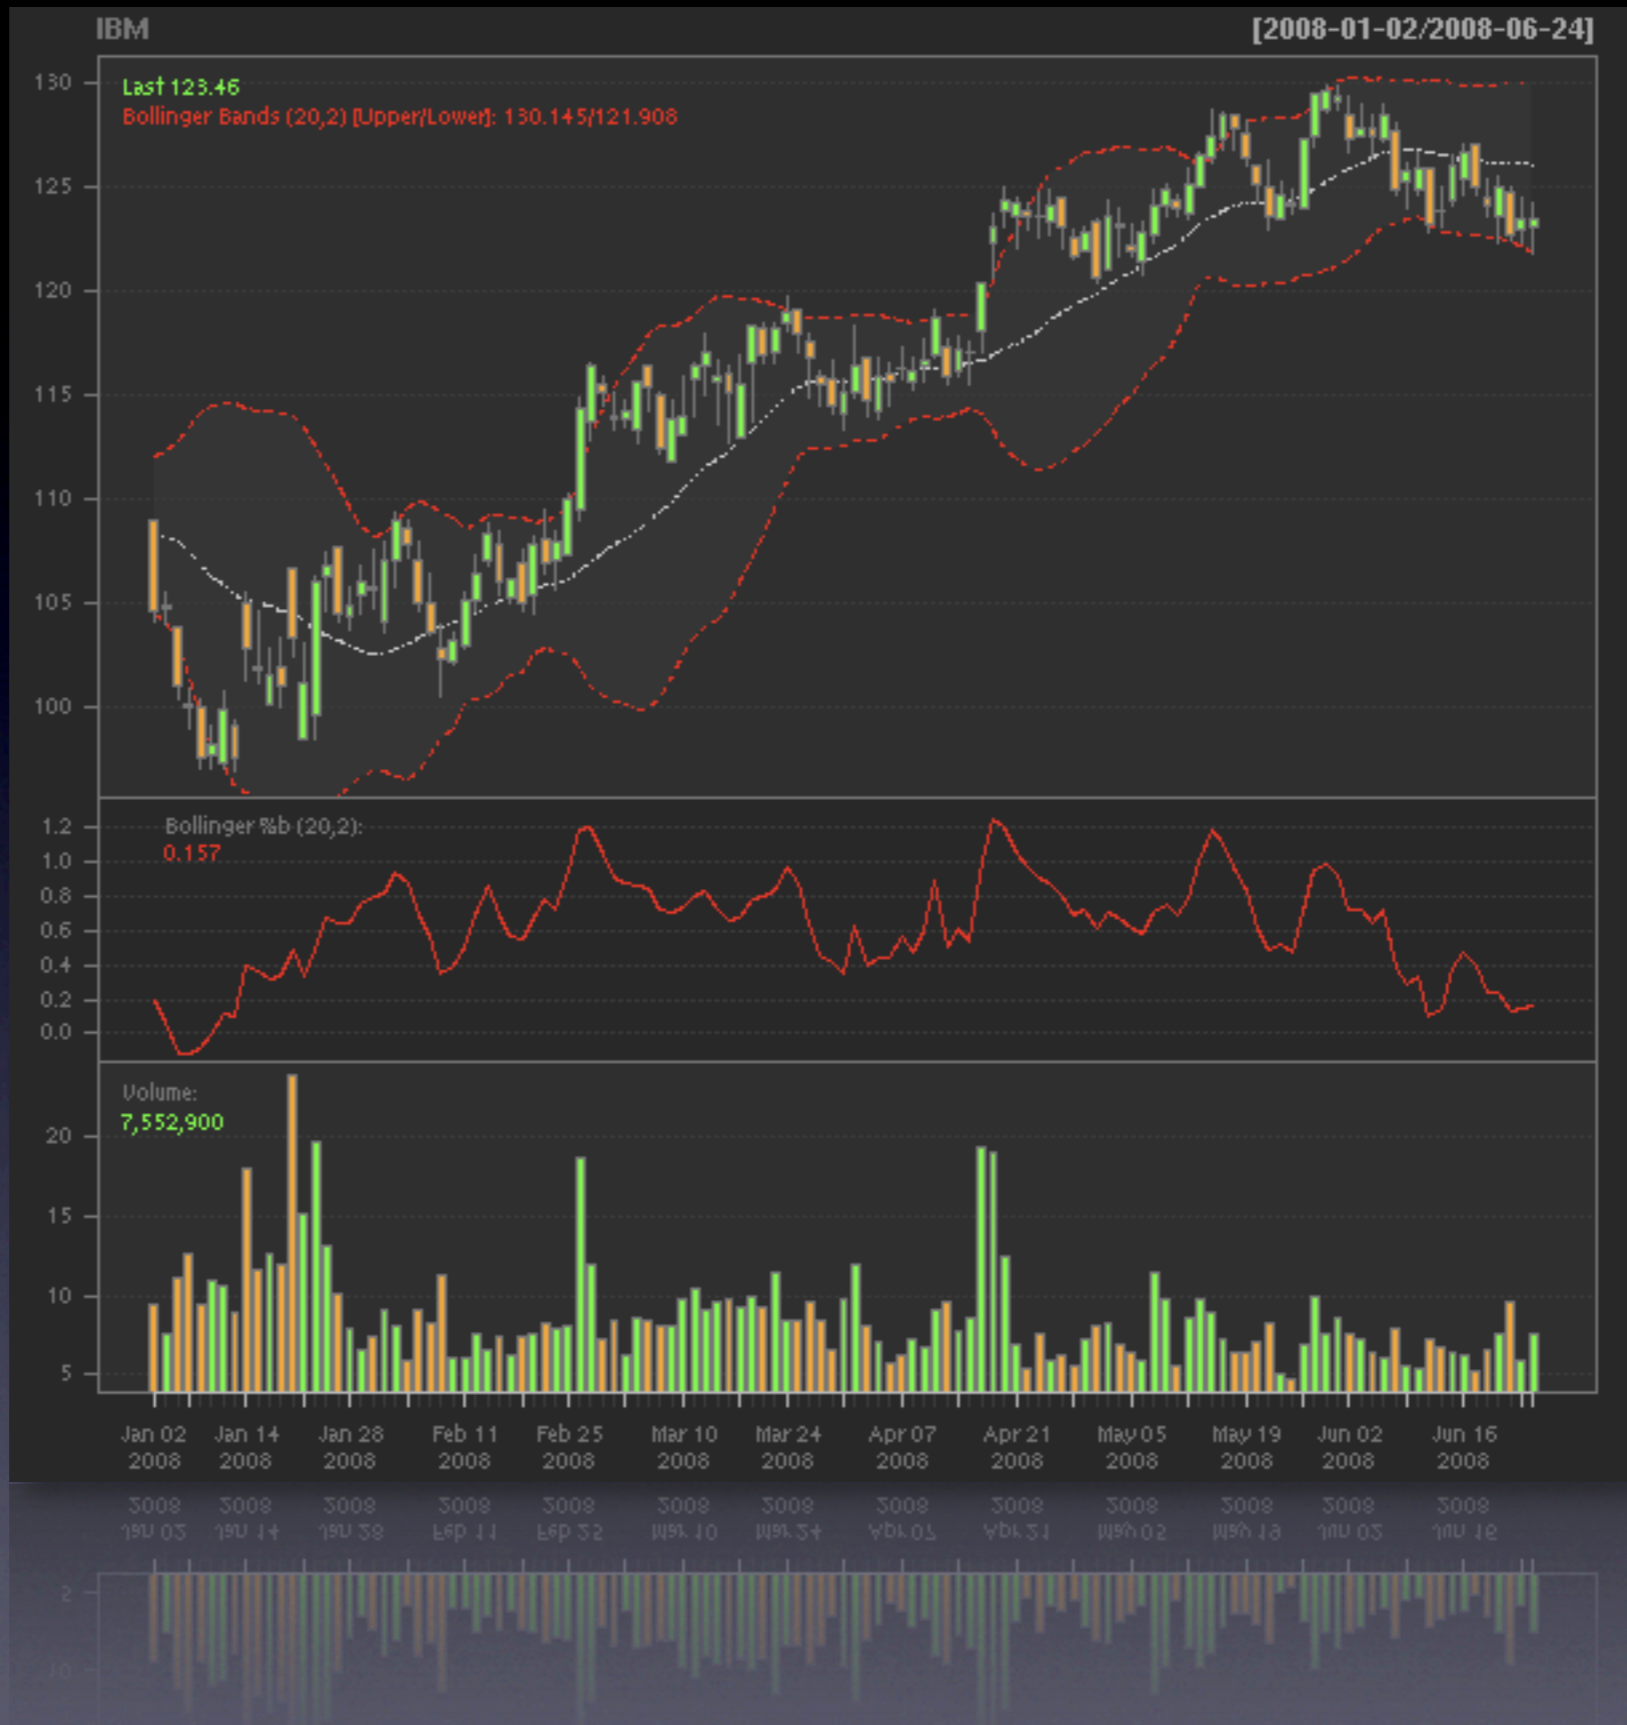 IBM [2008-01-02/2008-06-24]
Last 123.46
Bollinger Bands (20,2) [Upper/Lower]: 130.145/121.908
130
125
120
115
110
105
100
Bollinger %b (20,2):
0.157
1.2
1.0
0.8
0.6
0.4
0.2
0.0
Volume:
7,552,900
20
15
10
5
Jan 02 Jan 14 Jan 28 Feb 11 Feb 25 Mar 10 Mar 24 Apr 07 Apr 21 May 05 May 19 Jun 02 Jun 16
2008 2008 2008 2008 2008 2008 2008 2008 2008 2008 2008 2008 2008